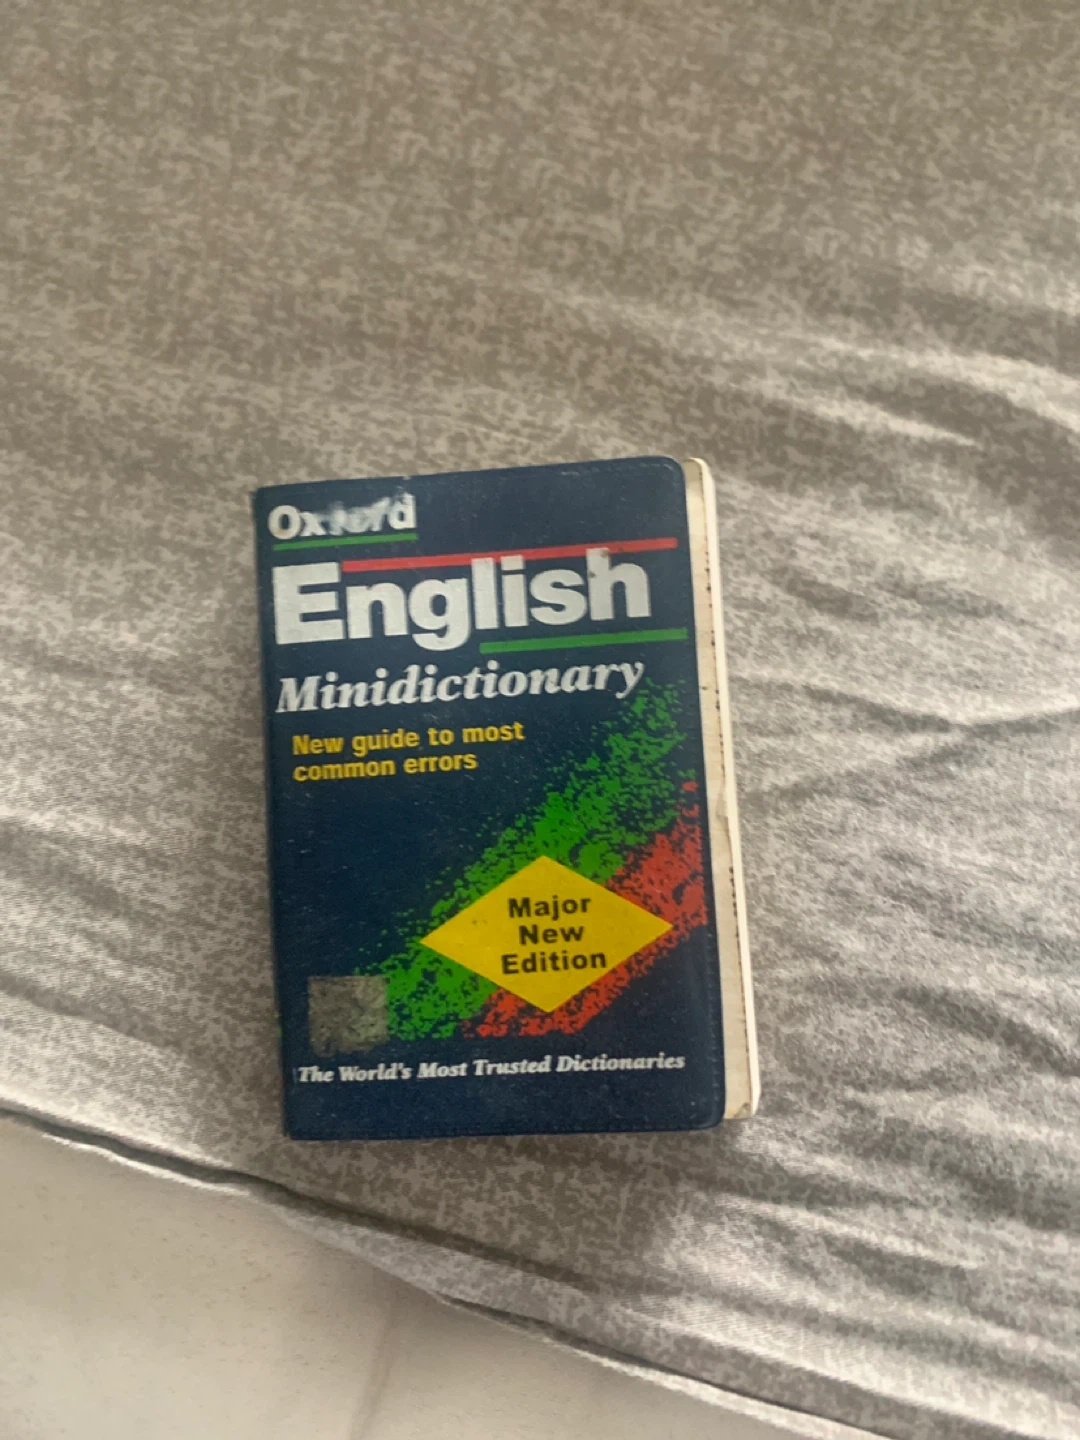 Oxford
English
Minidictionary
New guide to most
common errors
Major
New
Edition
The World's Most Trusted Dictionaries